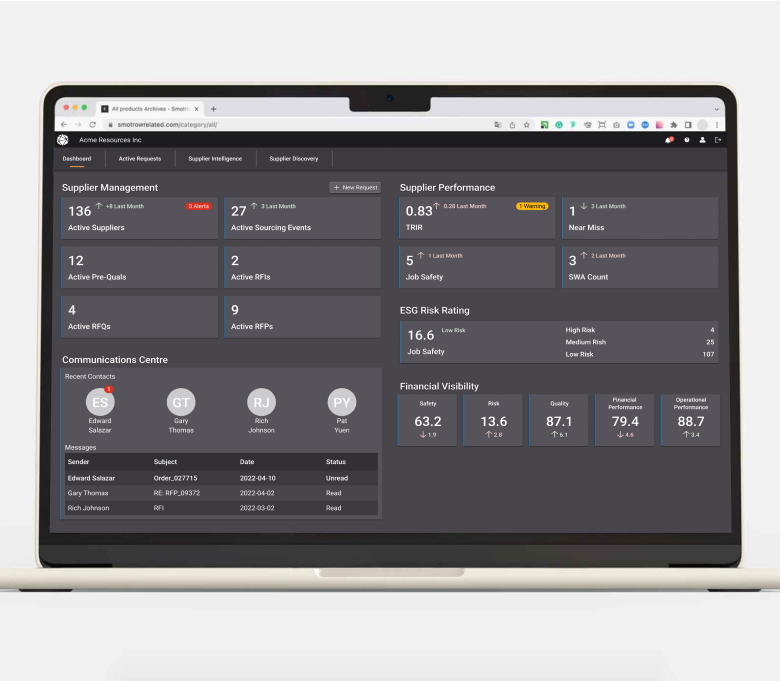 All products Archives - Smotr
smotrowrelated.com/category/all/
Acme Resources Inc
Dashboard
Active Requests
Supplier Intelligence
Supplier Discovery
Supplier Management
+ New Request
136 ↑ +8 Last Month
3 Alerts
Active Suppliers
27 ↑ 3 Last Month
Active Sourcing Events
12
Active Pre-Quals
2
Active RFIs
4
Active RFQs
9
Active RFPs
Communications Centre
Recent Contacts
ES
Edward
Salazar
GT
Gary
Thomas
RJ
Rich
Johnson
PY
Pat
Yuen
Messages
Sender Subject Date Status
Edward Salazar Order_027715 2022-04-10 Unread
Gary Thomas RE: RFP_09372 2022-04-02 Read
Rich Johnson RFI 2022-03-02 Read
Supplier Performance
0.83 ↑ 0.28 Last Month
1 Warning
TRIR
1 ↓ 3 Last Month
Near Miss
5 ↑ 1 Last Month
Job Safety
3 ↑ 2 Last Month
SWA Count
ESG Risk Rating
16.6 Low Risk
Job Safety
High Risk 4
Medium Rish 25
Low Risk 107
Financial Visibility
Safety
63.2
↓ 1.9
Risk
13.6
↑ 2.8
Quality
87.1
↑ 6.1
Financial
Performance
79.4
↓ 4.6
Operational
Performance
88.7
↑ 3.4